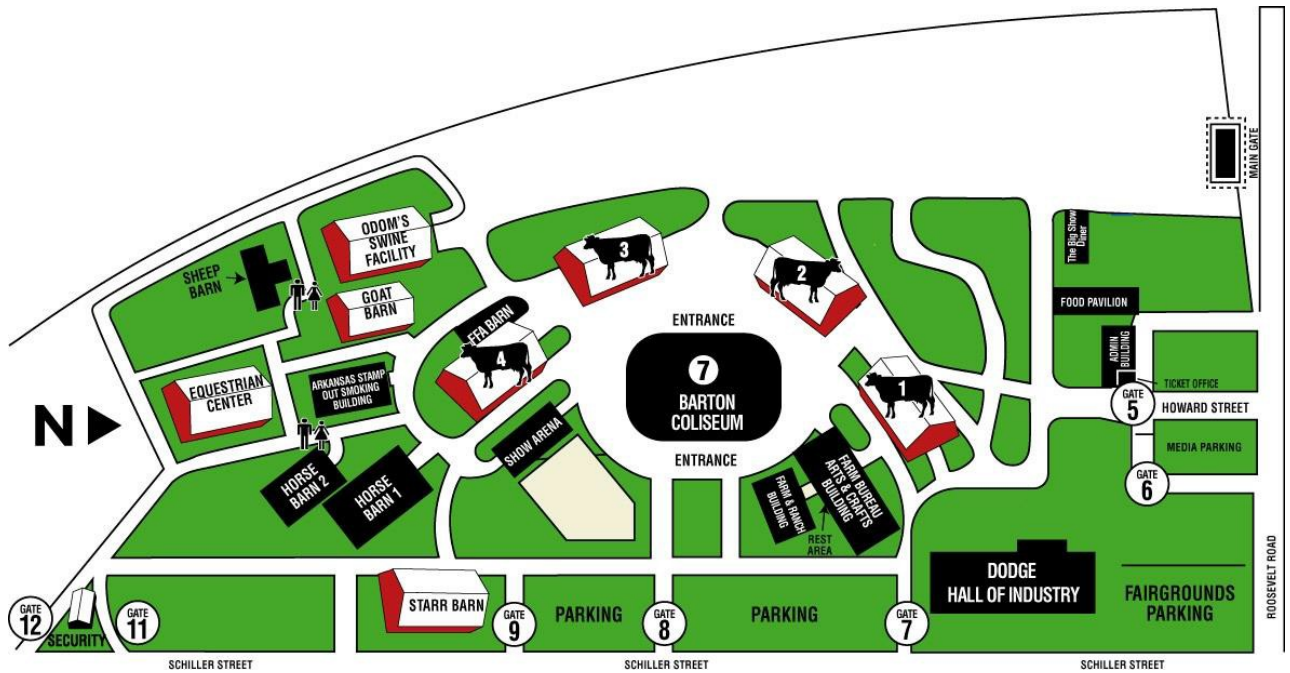 MAIN GATE
ROOSEVELT ROAD
ODOM'S
SWINE
FACILITY
SHEEP
BARN
GOAT
BARN
3
2
The Big Show
Diner
FOOD PAVILION
ENTRANCE
FFA BARN
4
7
BARTON
COLISEUM
ENTRANCE
1
ADMIN
BUILDING
TICKET OFFICE
GATE
5
HOWARD STREET
EQUESTRIAN
CENTER
ARKANSAS STAMP
OUT SMOKING
BUILDING
N
SHOW ARENA
HORSE
BARN 2
HORSE
BARN 1
FARM & RANCH
BUILDING
FARM BUREAU
ARTS & CRAFTS
BUILDING
REST
AREA
MEDIA PARKING
GATE
6
DODGE
HALL OF INDUSTRY
FAIRGROUNDS
PARKING
GATE
12
SECURITY
GATE
11
STARR BARN
GATE
9
PARKING
GATE
8
PARKING
GATE
7
SCHILLER STREET
SCHILLER STREET
SCHILLER STREET